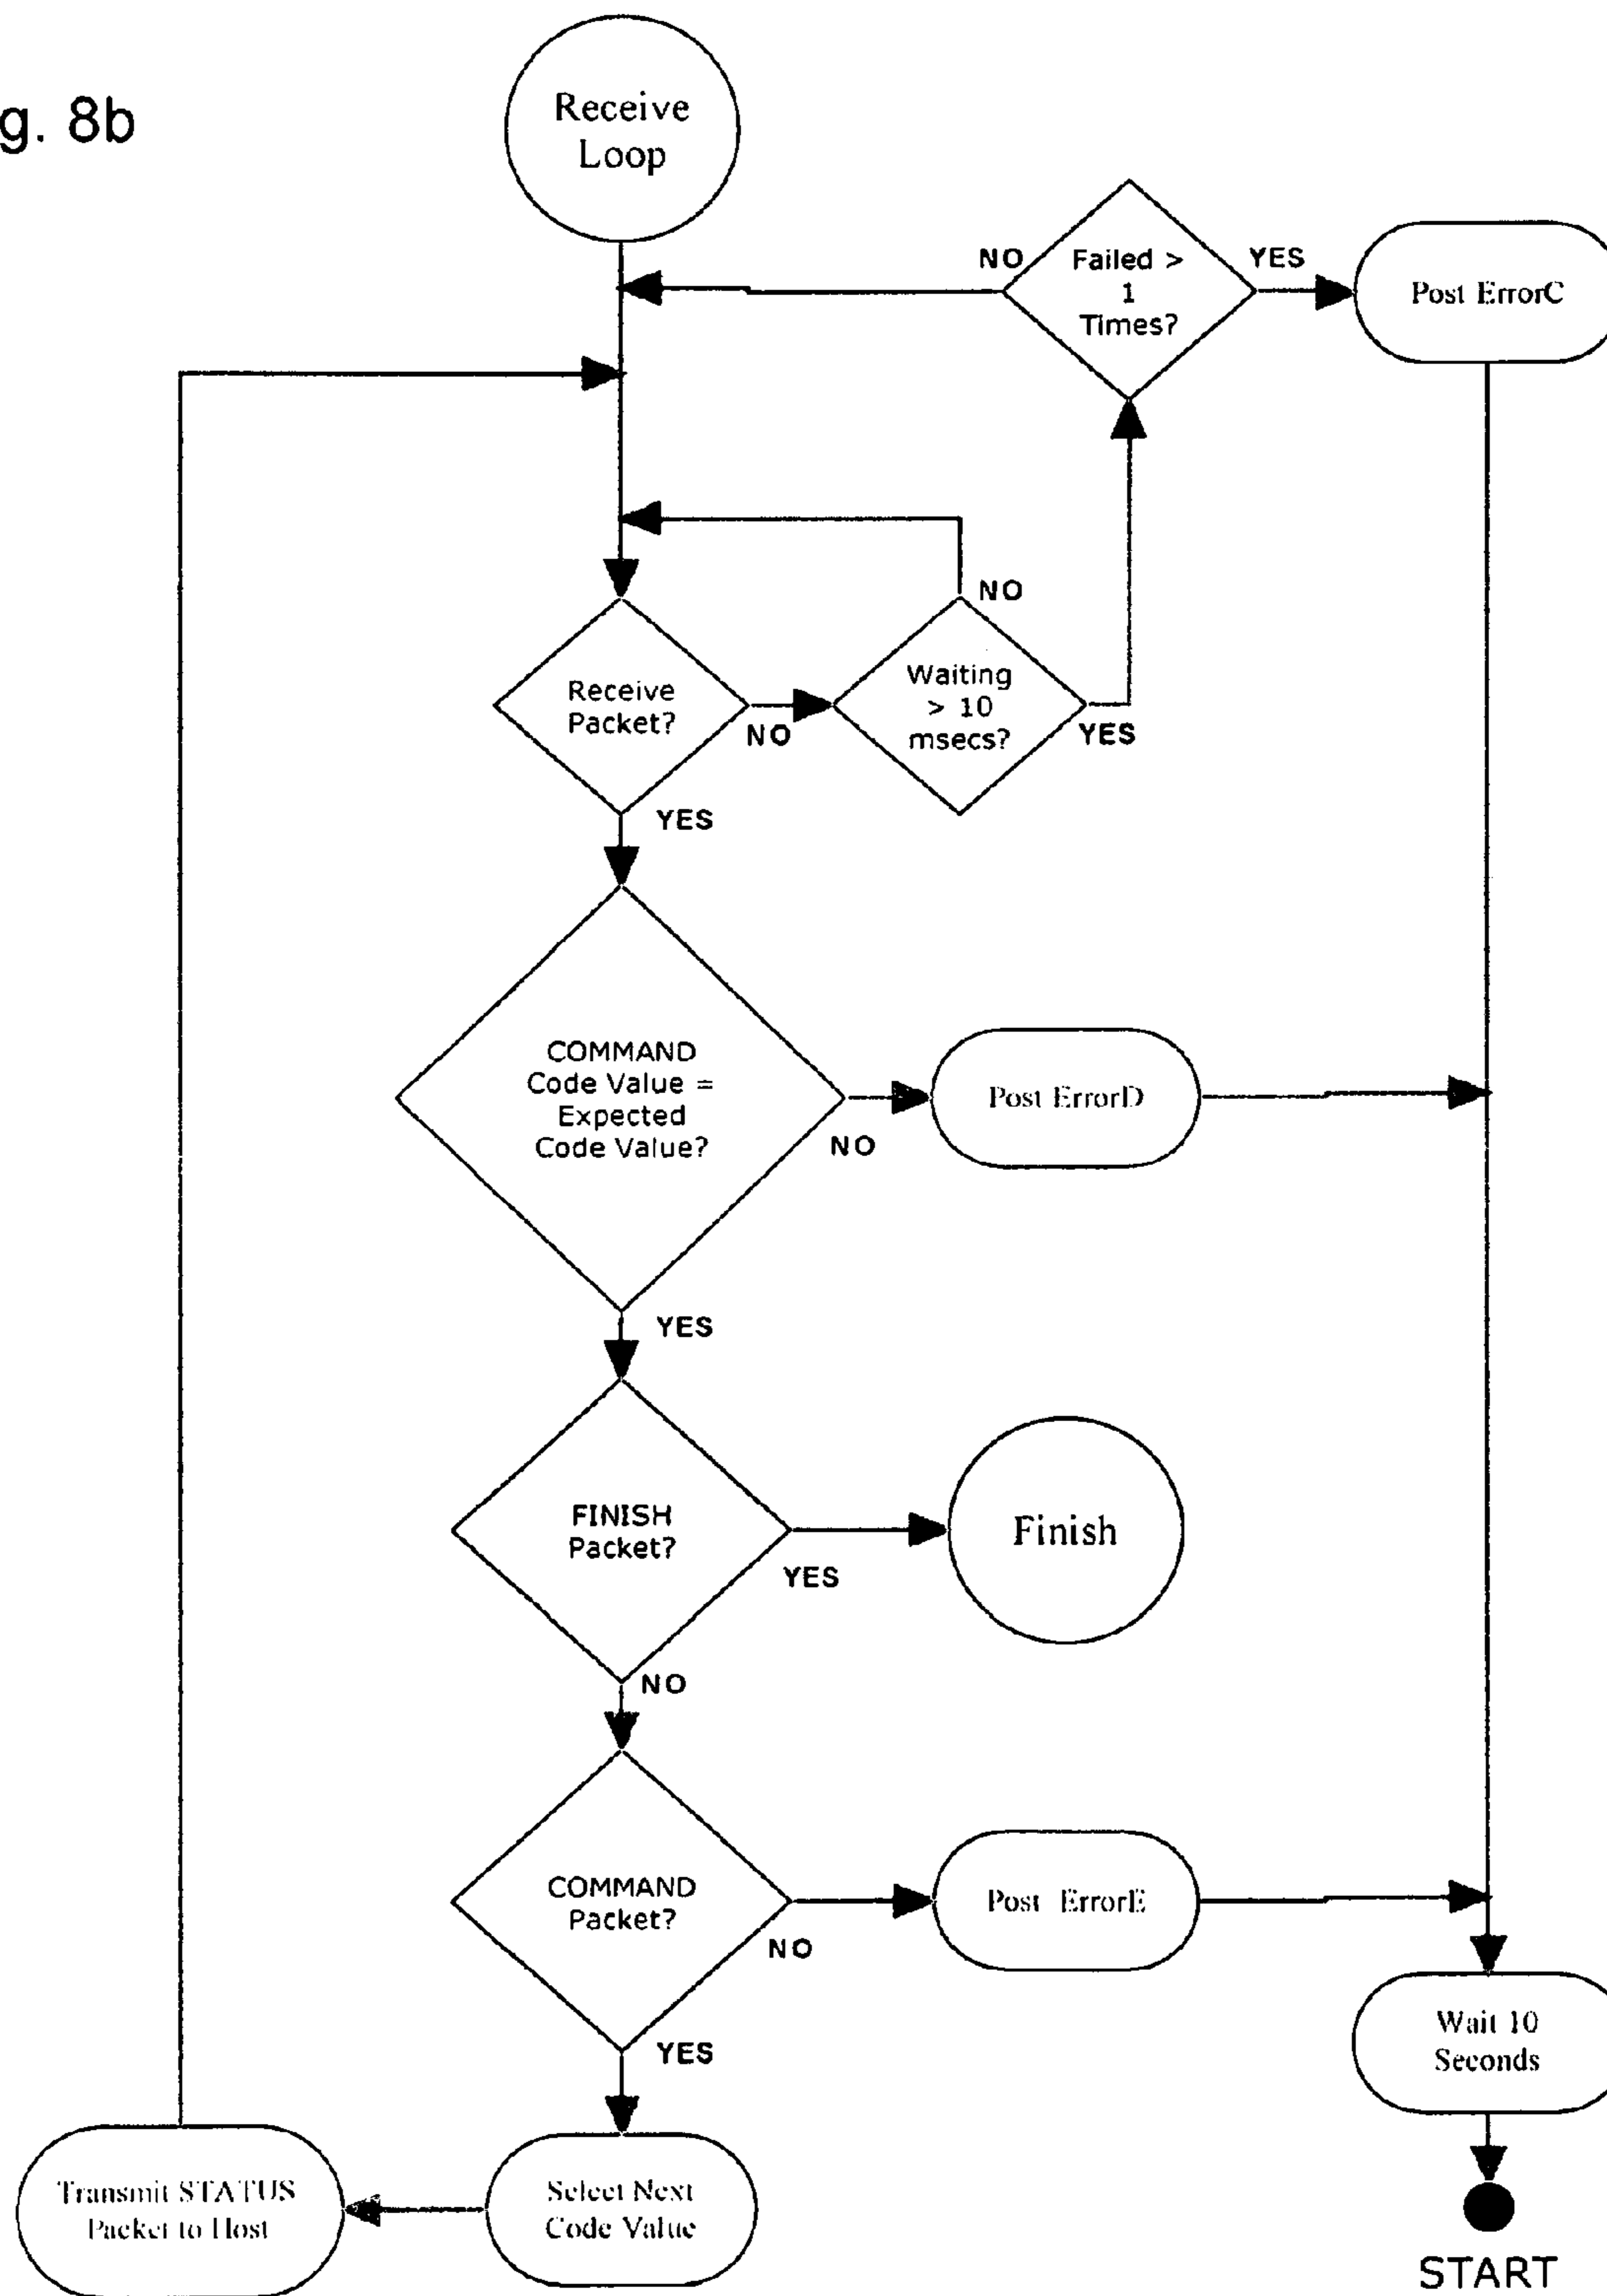 g. 8b
Receive
Loop
NO
Failed >
1
Times?
YES
Post ErrorC
NO
Receive
Packet?
NO
Waiting
> 10
msecs?
YES
YES
COMMAND
Code Value =
Expected
Code Value?
NO
Post ErrorD
YES
FINISH
Packet?
YES
Finish
NO
COMMAND
Packet?
NO
Post ErrorE
YES
Wait 10
Seconds
Transmit STATUS
Packet to Host
Select Next
Code Value
START